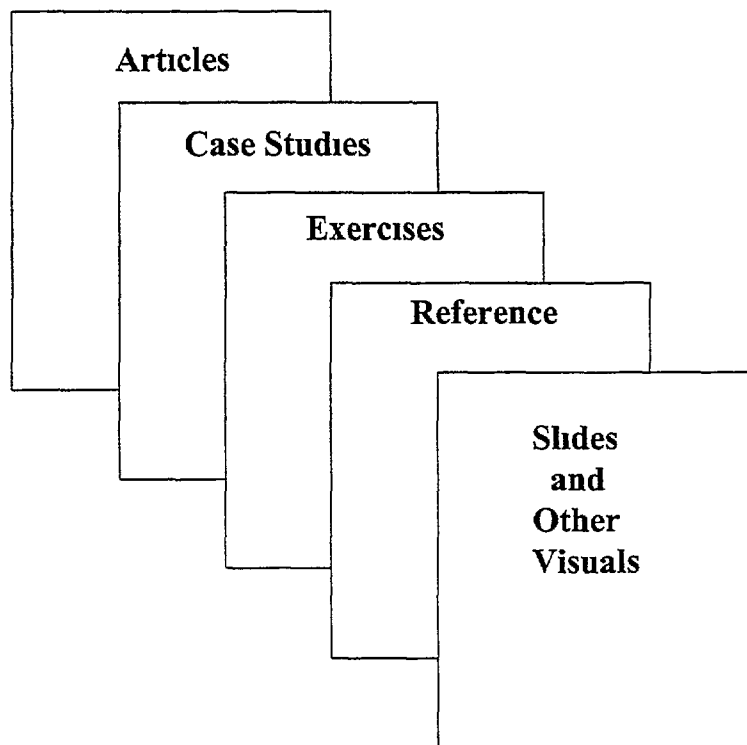 Articles
Case Studies
Exercises
Reference
Slides
and
Other
Visuals